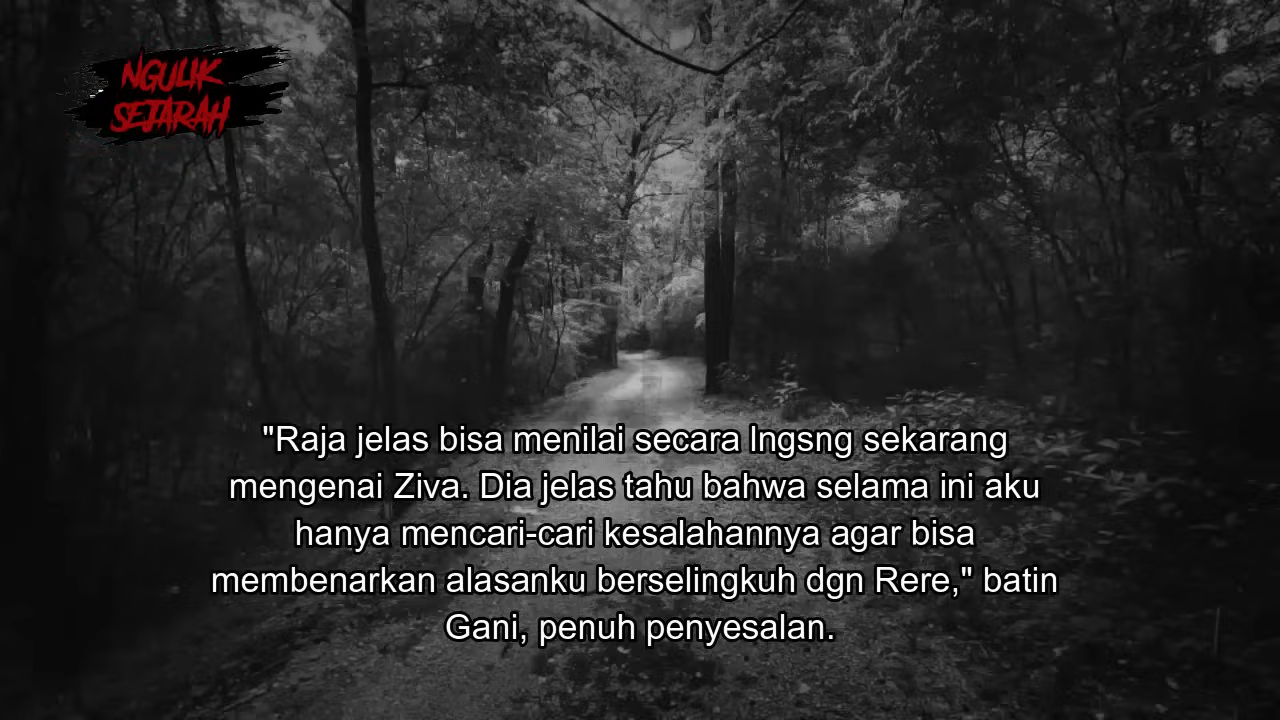 NGULIK
SEJARAH
"Raja jelas bisa menilai secara lngsng sekarang
mengenai Ziva. Dia jelas tahu bahwa selama ini aku
hanya mencari-cari kesalahannya agar bisa
membenarkan alasanku berselingkuh dgn Rere," batin
Gani, penuh penyesalan.